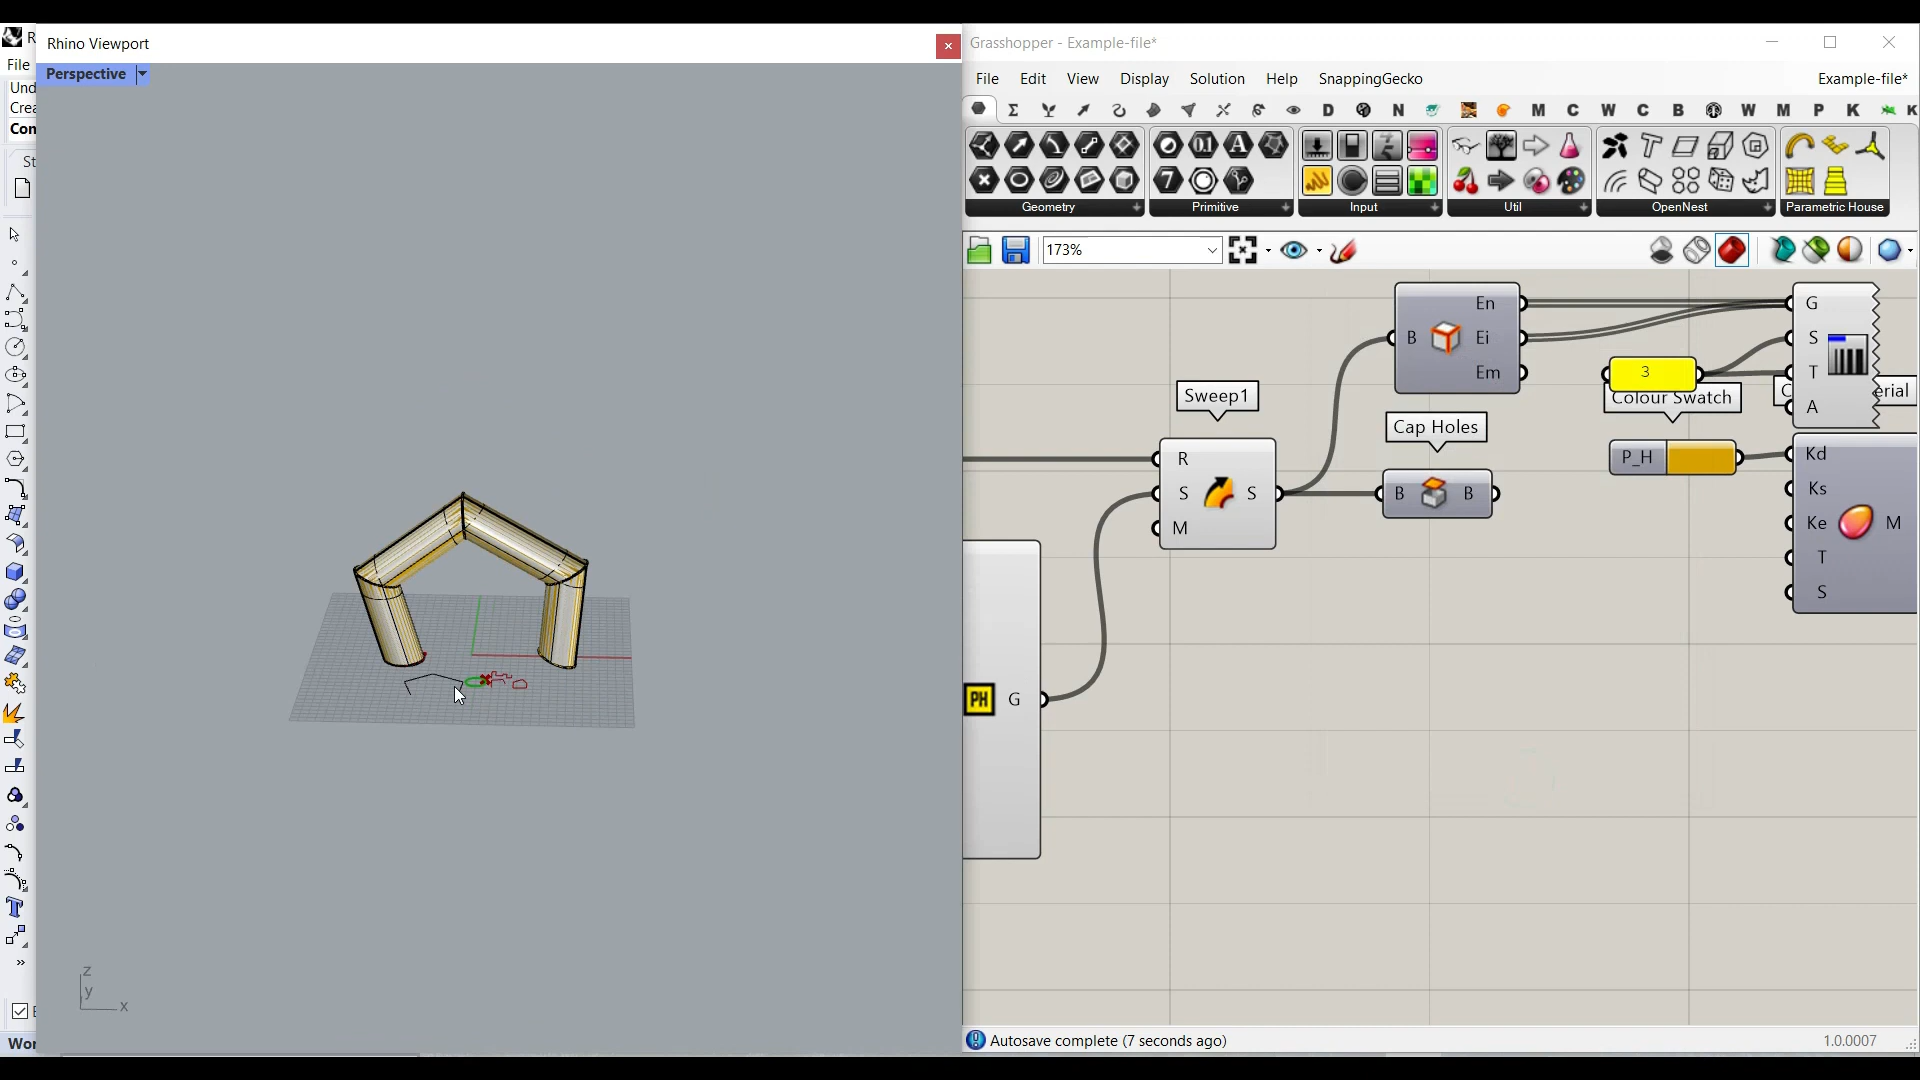 R
Rhino Viewport
Grasshopper - Example-file*
File
File Edit View Display Solution Help SnappingGecko
Example-file*
Perspective
Und
Crea
Con
St
D N M C W C B W M P K K
Geometry
Primitive
Input
Util
OpenNest
Parametric House
173%
En
Ei
Em
B
G
S
T
A
3
Colour Swatch
C
erial
Sweep1
Cap Holes
P_H
R
S
M
S
B
B
Kd
Ks
Ke
T
S
M
PH
G
z
y
x
E
Wor
Autosave complete (7 seconds ago)
1.0.0007